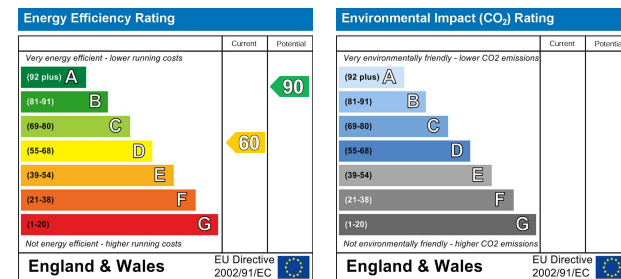 Energy Efficiency Rating
Current Potential
Very energy efficient - lower running costs
(92 plus) A
(81-91) B
(69-80) C
(55-68) D
(39-54) E
(21-38) F
(1-20) G
60
90
Not energy efficient - higher running costs
England & Wales
EU Directive
2002/91/EC
Environmental Impact (CO₂) Rating
Current Potential
Very environmentally friendly - lower CO2 emissions
(92 plus) A
(81-91) B
(69-80) C
(55-68) D
(39-54) E
(21-38) F
(1-20) G
Not environmentally friendly - higher CO2 emissions
England & Wales
EU Directive
2002/91/EC